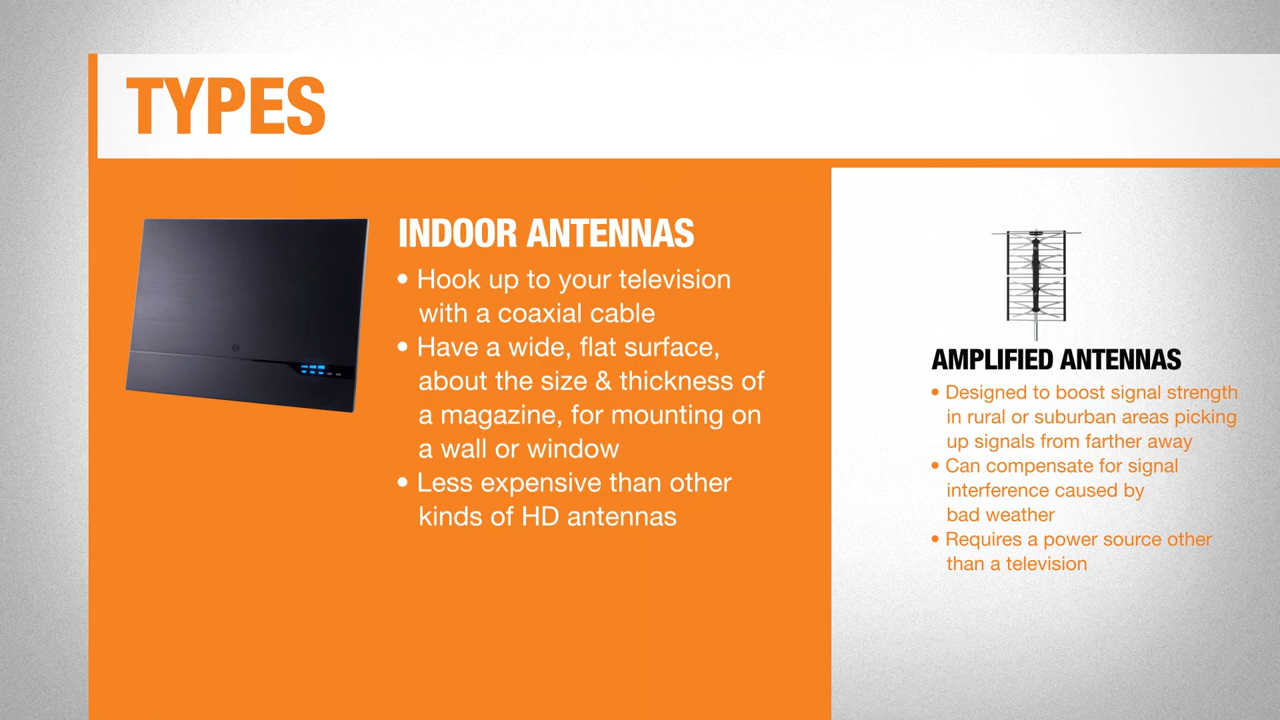 TYPES
INDOOR ANTENNAS
• Hook up to your television
with a coaxial cable
• Have a wide, flat surface,
about the size & thickness of
a magazine, for mounting on
a wall or window
• Less expensive than other
kinds of HD antennas
AMPLIFIED ANTENNAS
• Designed to boost signal strength
in rural or suburban areas picking
up signals from farther away
• Can compensate for signal
interference caused by
bad weather
• Requires a power source other
than a television